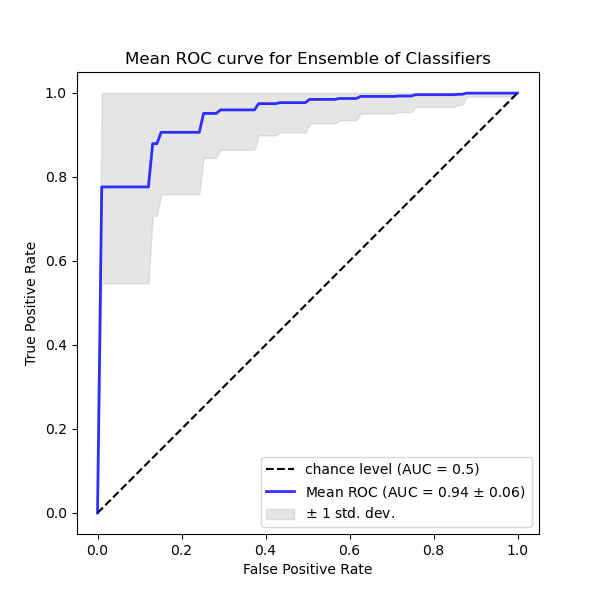 Mean ROC curve for Ensemble of Classifiers
True Positive Rate
1.0
0.8
0.6
0.4
0.2
0.0
chance level (AUC = 0.5)
Mean ROC (AUC = 0.94 ± 0.06)
± 1 std. dev.
0.0 0.2 0.4 0.6 0.8 1.0
False Positive Rate